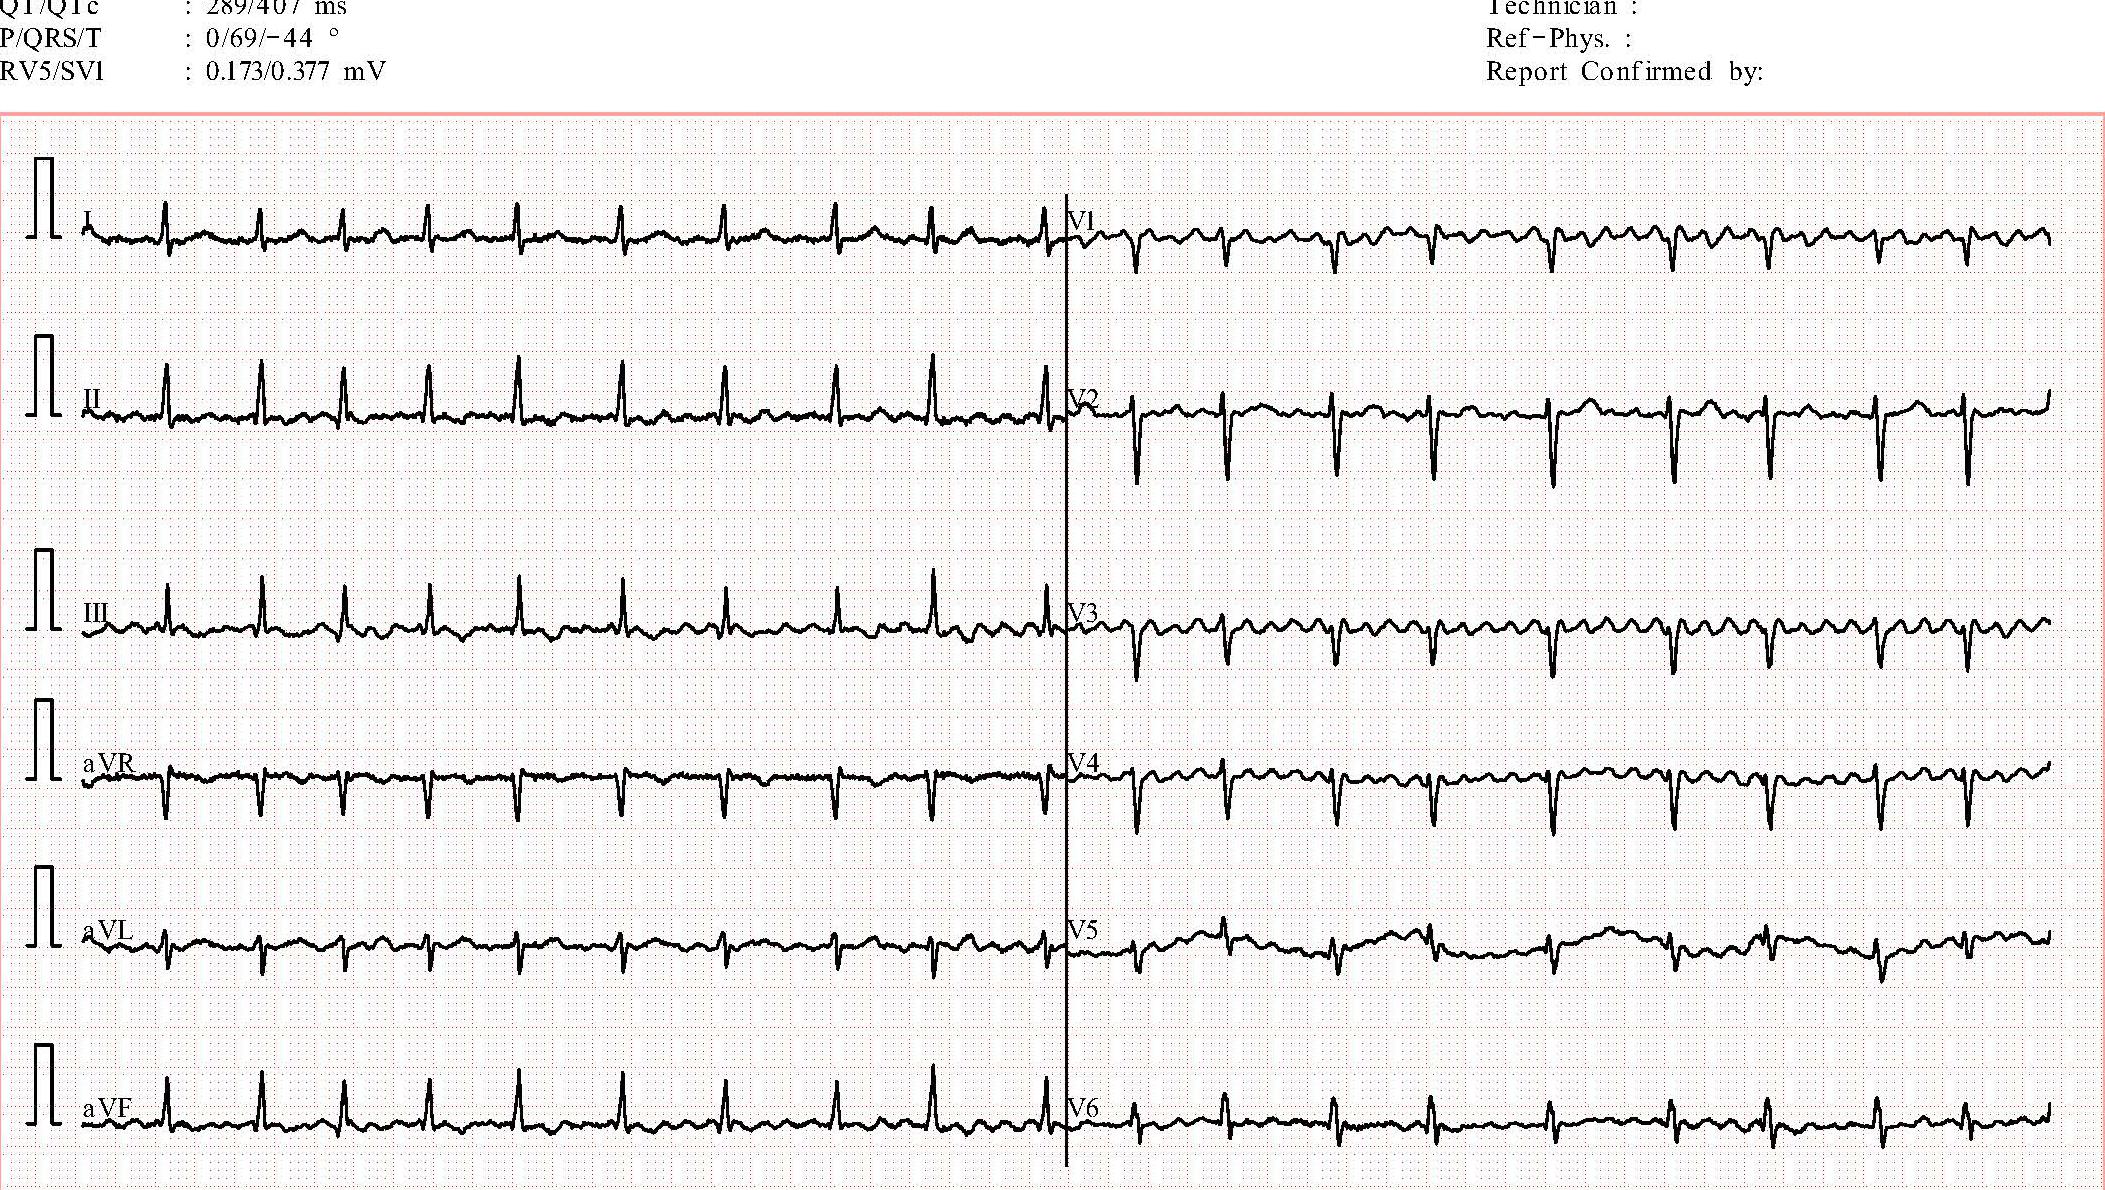 QT/QTc : 289/407 ms
P/QRS/T : 0/69/-44 °
RV5/SV1 : 0.173/0.377 mV
Technician :
Ref-Phys. :
Report Confirmed by:
I
V1
II
V2
III
V3
aVR
V4
aVL
V5
aVF
V6